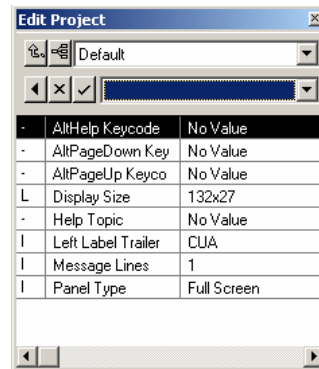 Edit Project
Default
- AltHelp Keycode No Value
- AltPageDown Key No Value
- AltPageUp Keyco No Value
L Display Size 132x27
- Help Topic No Value
I Left Label Trailer CUA
I Message Lines 1
I Panel Type Full Screen